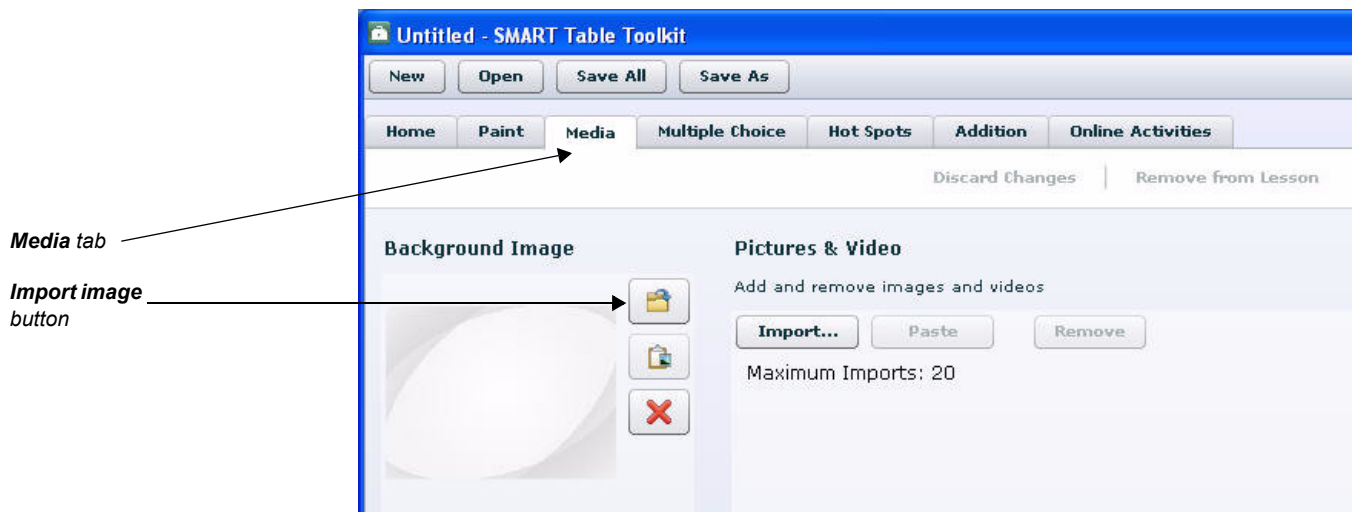 Untitled - SMART Table Toolkit
New Open Save All Save As
Home Paint Media Multiple Choice Hot Spots Addition Online Activities
Discard Changes | Remove from Lesson
Media tab
Import image
button
Background Image
Pictures & Video
Add and remove images and videos
Import... Paste Remove
Maximum Imports: 20